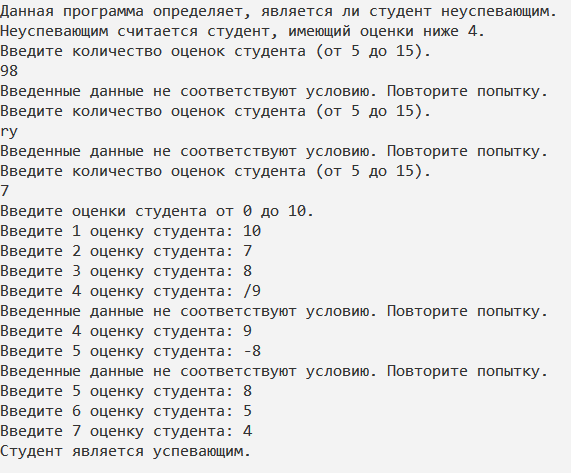 Данная программа определяет, является ли студент неуспевающим.
Неуспевающим считается студент, имеющий оценки ниже 4.
Введите количество оценок студента (от 5 до 15).
98
Введенные данные не соответствуют условию. Повторите попытку.
Введите количество оценок студента (от 5 до 15).
ry
Введенные данные не соответствуют условию. Повторите попытку.
Введите количество оценок студента (от 5 до 15).
7
Введите оценки студента от 0 до 10.
Введите 1 оценку студента: 10
Введите 2 оценку студента: 7
Введите 3 оценку студента: 8
Введите 4 оценку студента: /9
Введенные данные не соответствуют условию. Повторите попытку.
Введите 4 оценку студента: 9
Введите 5 оценку студента: -8
Введенные данные не соответствуют условию. Повторите попытку.
Введите 5 оценку студента: 8
Введите 6 оценку студента: 5
Введите 7 оценку студента: 4
Студент является успевающим.